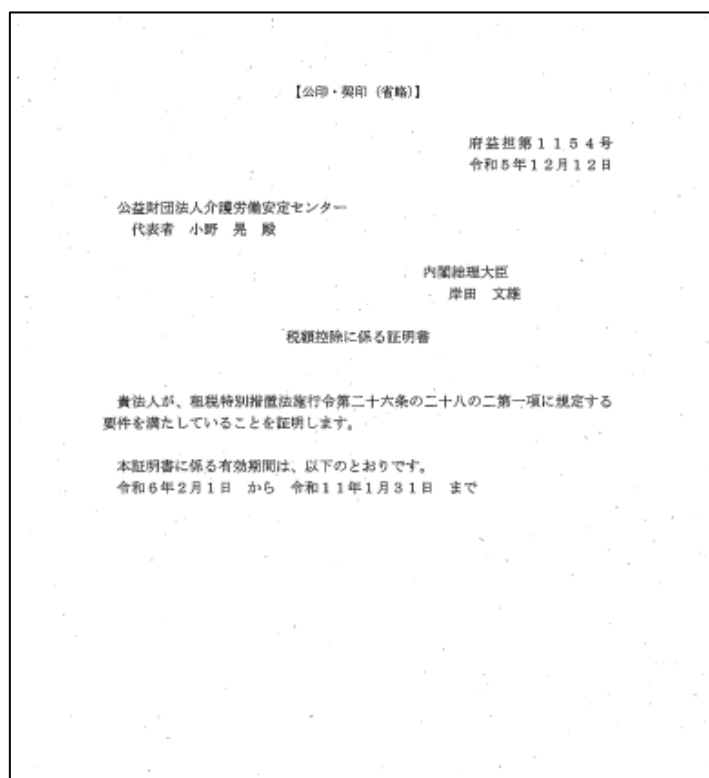 【公印・契印（省略）】
府益担第１１５４号
令和５年１２月１２日
公益財団法人介護労働安定センター
代表者　小野　晃　殿
内閣総理大臣
岸田　文雄
税額控除に係る証明書
貴法人が、租税特別措置法施行令第二十六条の二十八の二第一項に規定する
要件を満たしていることを証明します。
本証明書に係る有効期間は、以下のとおりです。
令和６年２月１日　から　令和１１年１月３１日　まで